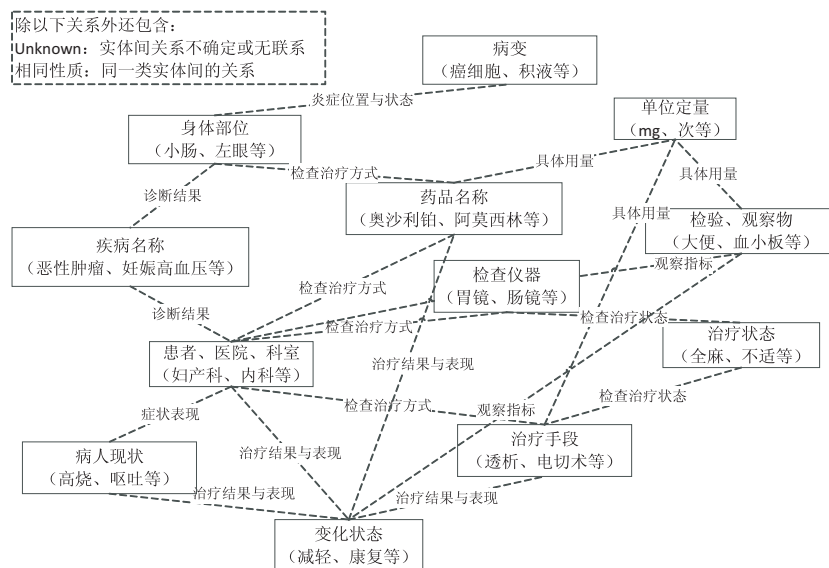 除以下关系外还包含：
Unknown：实体间关系不确定或无联系
相同性质：同一类实体间的关系
病变
（癌细胞、积液等）
炎症位置与状态
单位定量
（mg、次等）
身体部位
（小肠、左眼等）
具体用量
检查治疗方式
具体用量
诊断结果
药品名称
（奥沙利铂、阿莫西林等）
具体用量
检验、观察物
（大便、血小板等）
疾病名称
（恶性肿瘤、妊娠高血压等）
观察指标
检查仪器
（胃镜、肠镜等）
检查治疗方式
诊断结果
检查治疗方式
检查治疗状态
治疗状态
（全麻、不适等）
患者、医院、科室
（妇产科、内科等）
治疗结果与表现
检查治疗状态
检查治疗方式
观察指标
症状表现
治疗手段
（透析、电切术等）
病人现状
（高烧、呕吐等）
治疗结果与表现
治疗结果与表现
治疗结果与表现
变化状态
（减轻、康复等）